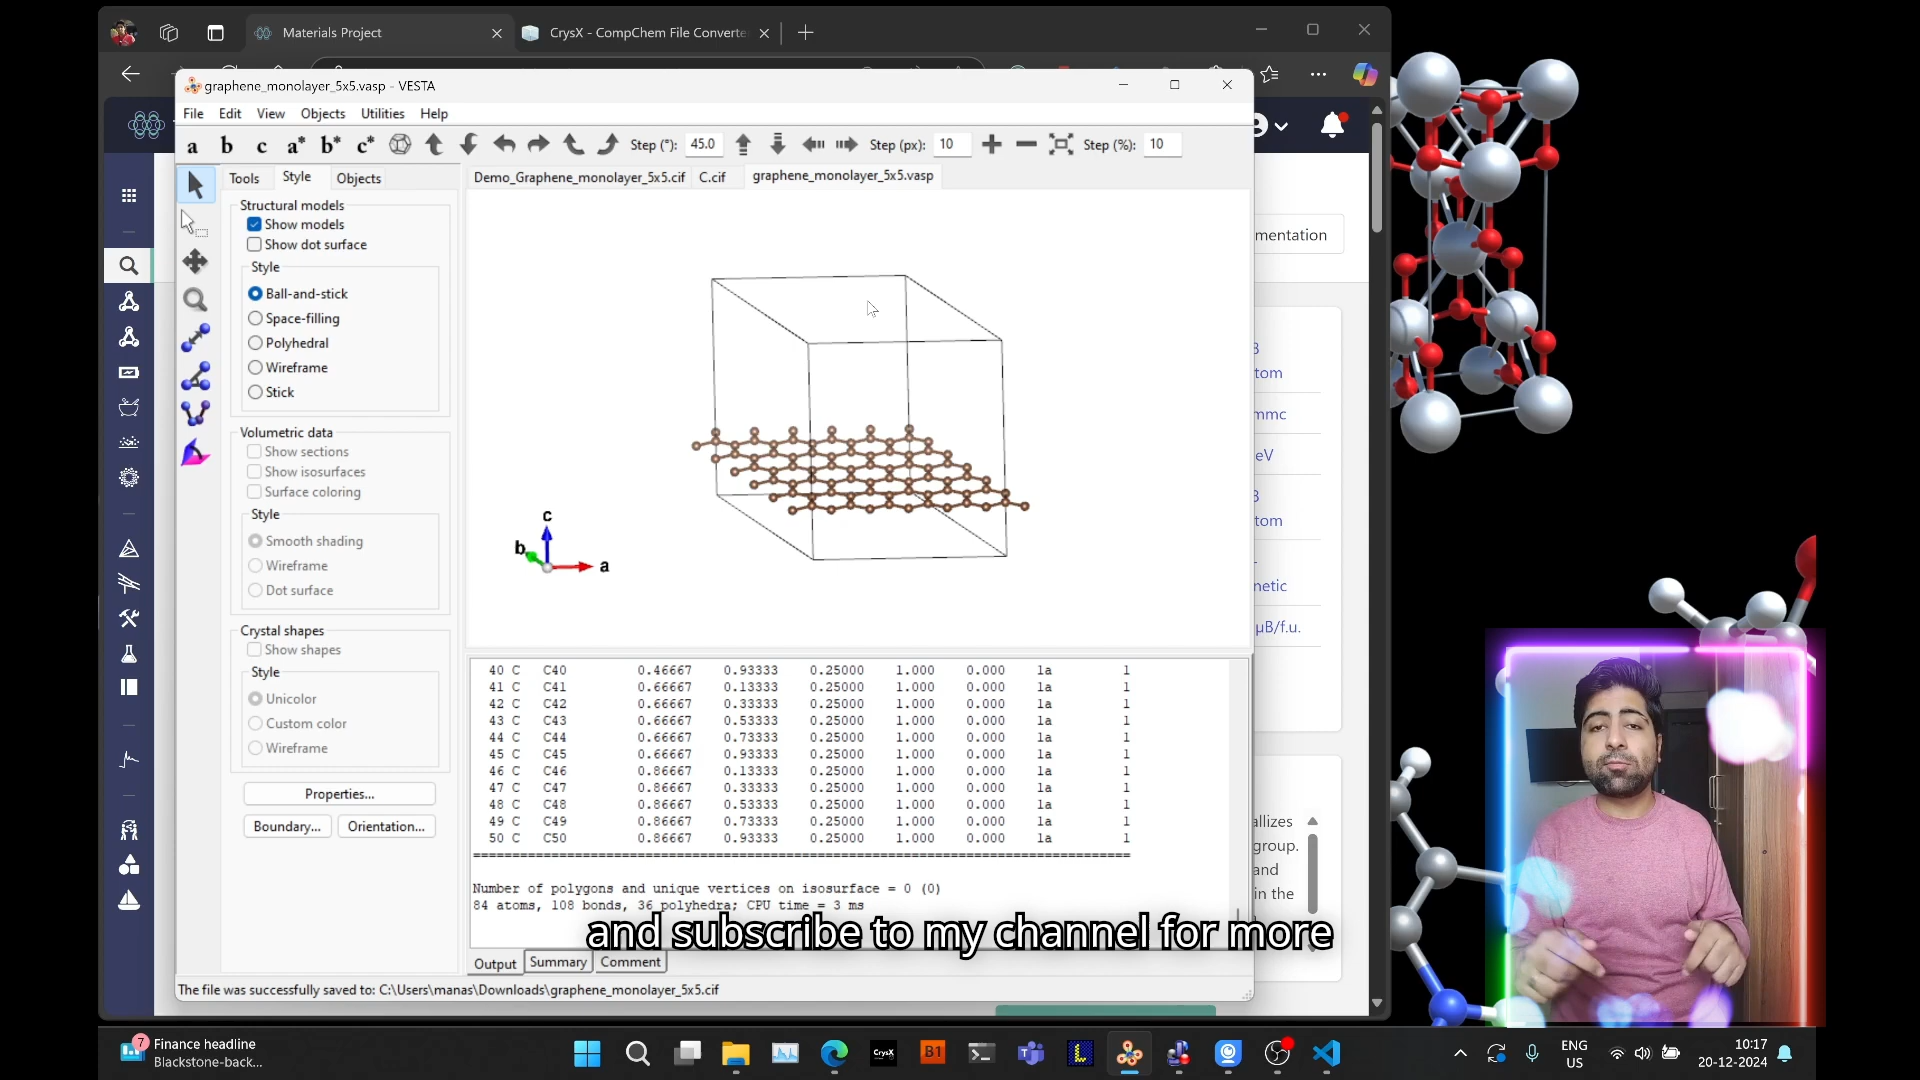 Materials Project
CrysX - CompChem File Converte
graphene_monolayer_5x5.vasp - VESTA
File Edit View Objects Utilities Help
a b c a* b* c* Step (°): 45.0 Step (px): 10 Step (%): 10
Tools Style Objects
Demo_Graphene_monolayer_5x5.cif C.cif graphene_monolayer_5x5.vasp
Structural models
Show models
Show dot surface
Style
Ball-and-stick
Space-filling
Polyhedral
Wireframe
Stick
Volumetric data
Show sections
Show isosurfaces
Surface coloring
Style
Smooth shading
Wireframe
Dot surface
Crystal shapes
Show shapes
Style
Unicolor
Custom color
Wireframe
Properties...
Boundary... Orientation...
c
b
a
40 C C40 0.46667 0.93333 0.25000 1.000 0.000 1a 1
41 C C41 0.66667 0.13333 0.25000 1.000 0.000 1a 1
42 C C42 0.66667 0.33333 0.25000 1.000 0.000 1a 1
43 C C43 0.66667 0.53333 0.25000 1.000 0.000 1a 1
44 C C44 0.66667 0.73333 0.25000 1.000 0.000 1a 1
45 C C45 0.66667 0.93333 0.25000 1.000 0.000 1a 1
46 C C46 0.86667 0.13333 0.25000 1.000 0.000 1a 1
47 C C47 0.86667 0.33333 0.25000 1.000 0.000 1a 1
48 C C48 0.86667 0.53333 0.25000 1.000 0.000 1a 1
49 C C49 0.86667 0.73333 0.25000 1.000 0.000 1a 1
50 C C50 0.86667 0.93333 0.25000 1.000 0.000 1a 1
Number of polygons and unique vertices on isosurface = 0 (0)
84 atoms, 108 bonds, 36 polyhedra; CPU time = 3 ms
Output Summary Comment
The file was successfully saved to: C:\Users\manas\Downloads\graphene_monolayer_5x5.cif
mentation
tom
mmc
eV
tom
netic
µB/f.u.
allizes
group.
and
in the
and subscribe to my channel for more
7
Finance headline
Blackstone-back...
CrysX
B1
L
ENG
US
10:17
20-12-2024